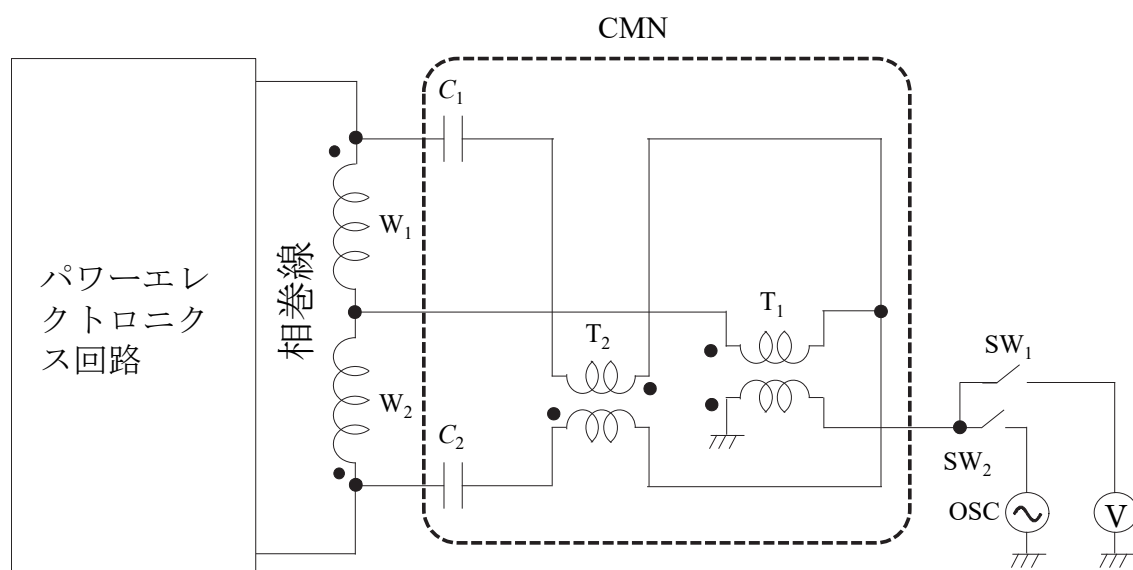 CMN
C₁
W₁
パワーエレ
クトロニク
ス回路
相巻線
T₁
T₂
SW₁
W₂
C₂
SW₂
OSC
V